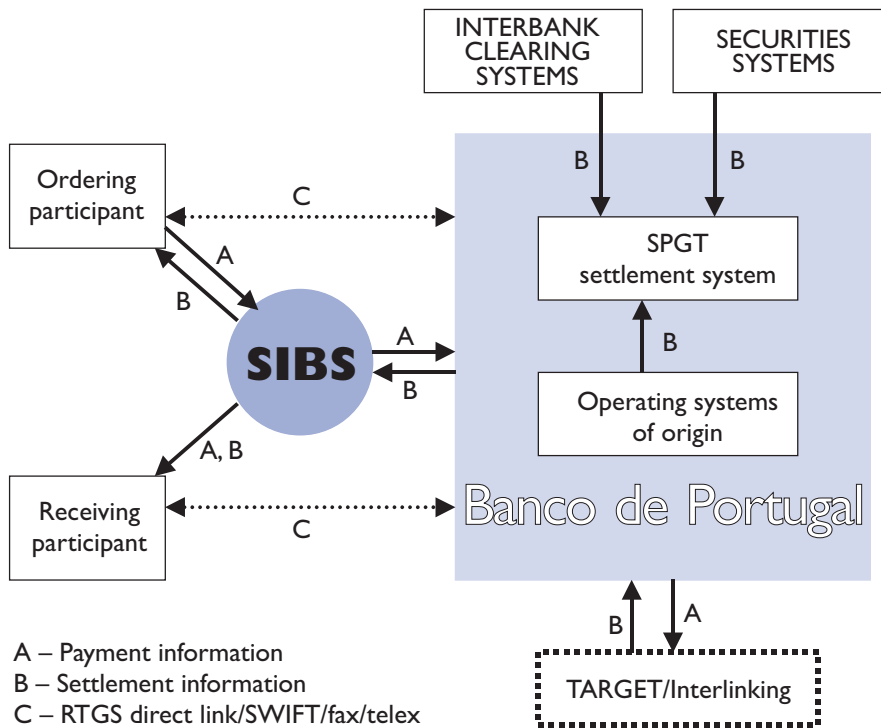 INTERBANK
CLEARING
SYSTEMS
SECURITIES
SYSTEMS
B
B
Ordering
participant
C
A
B
SPGT
settlement system
B
SIBS
A
B
Operating systems
of origin
A, B
Receiving
participant
C
Banco de Portugal
B
A
TARGET/Interlinking
A – Payment information
B – Settlement information
C – RTGS direct link/SWIFT/fax/telex